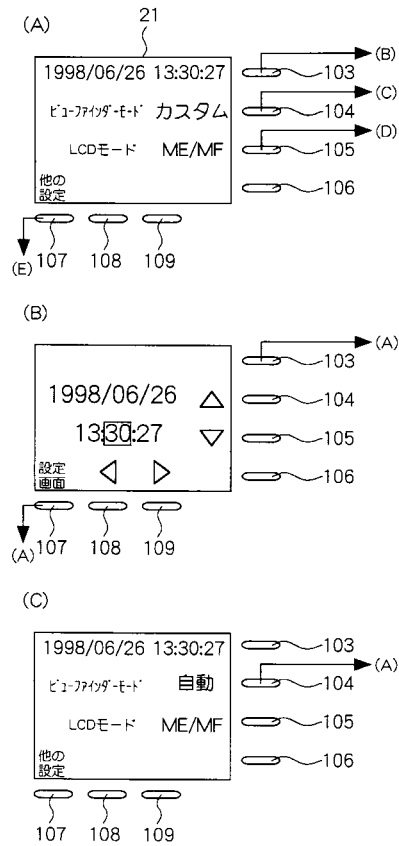 (A)
21
1998/06/26 13:30:27
(B)
103
ﾋﾞｭｰﾌｧｲﾝﾀﾞｰﾓｰﾄﾞ カスタム
(C)
104
(D)
LCDモード ME/MF
105
他の
設定
106
(E)
107 108 109
(B)
(A)
103
1998/06/26
104
13:30:27
105
設定
画面
106
(A)
107 108 109
(C)
1998/06/26 13:30:27
103
(A)
ﾋﾞｭｰﾌｧｲﾝﾀﾞｰﾓｰﾄﾞ 自動
104
LCDモード ME/MF
105
他の
設定
106
107 108 109